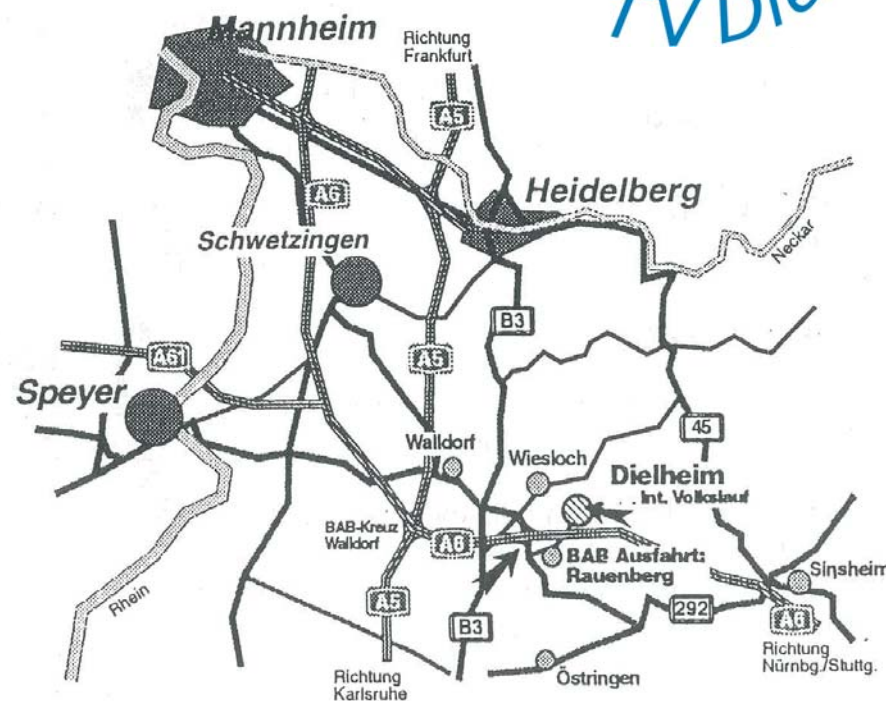 Mannheim
Richtung
Frankfurt
A5
A6
Heidelberg
Schwetzingen
Neckar
B3
A61
A5
Speyer
45
Walldorf
Wiesloch
Dielheim
Int. Volkslauf
BAB-Kreuz
Walldorf
A6
BAB Ausfahrt:
Rauenberg
Sinsheim
Rhein
A5
B3
292
A6
Richtung
Nürnbg./Stuttg.
Richtung
Karlsruhe
Östringen